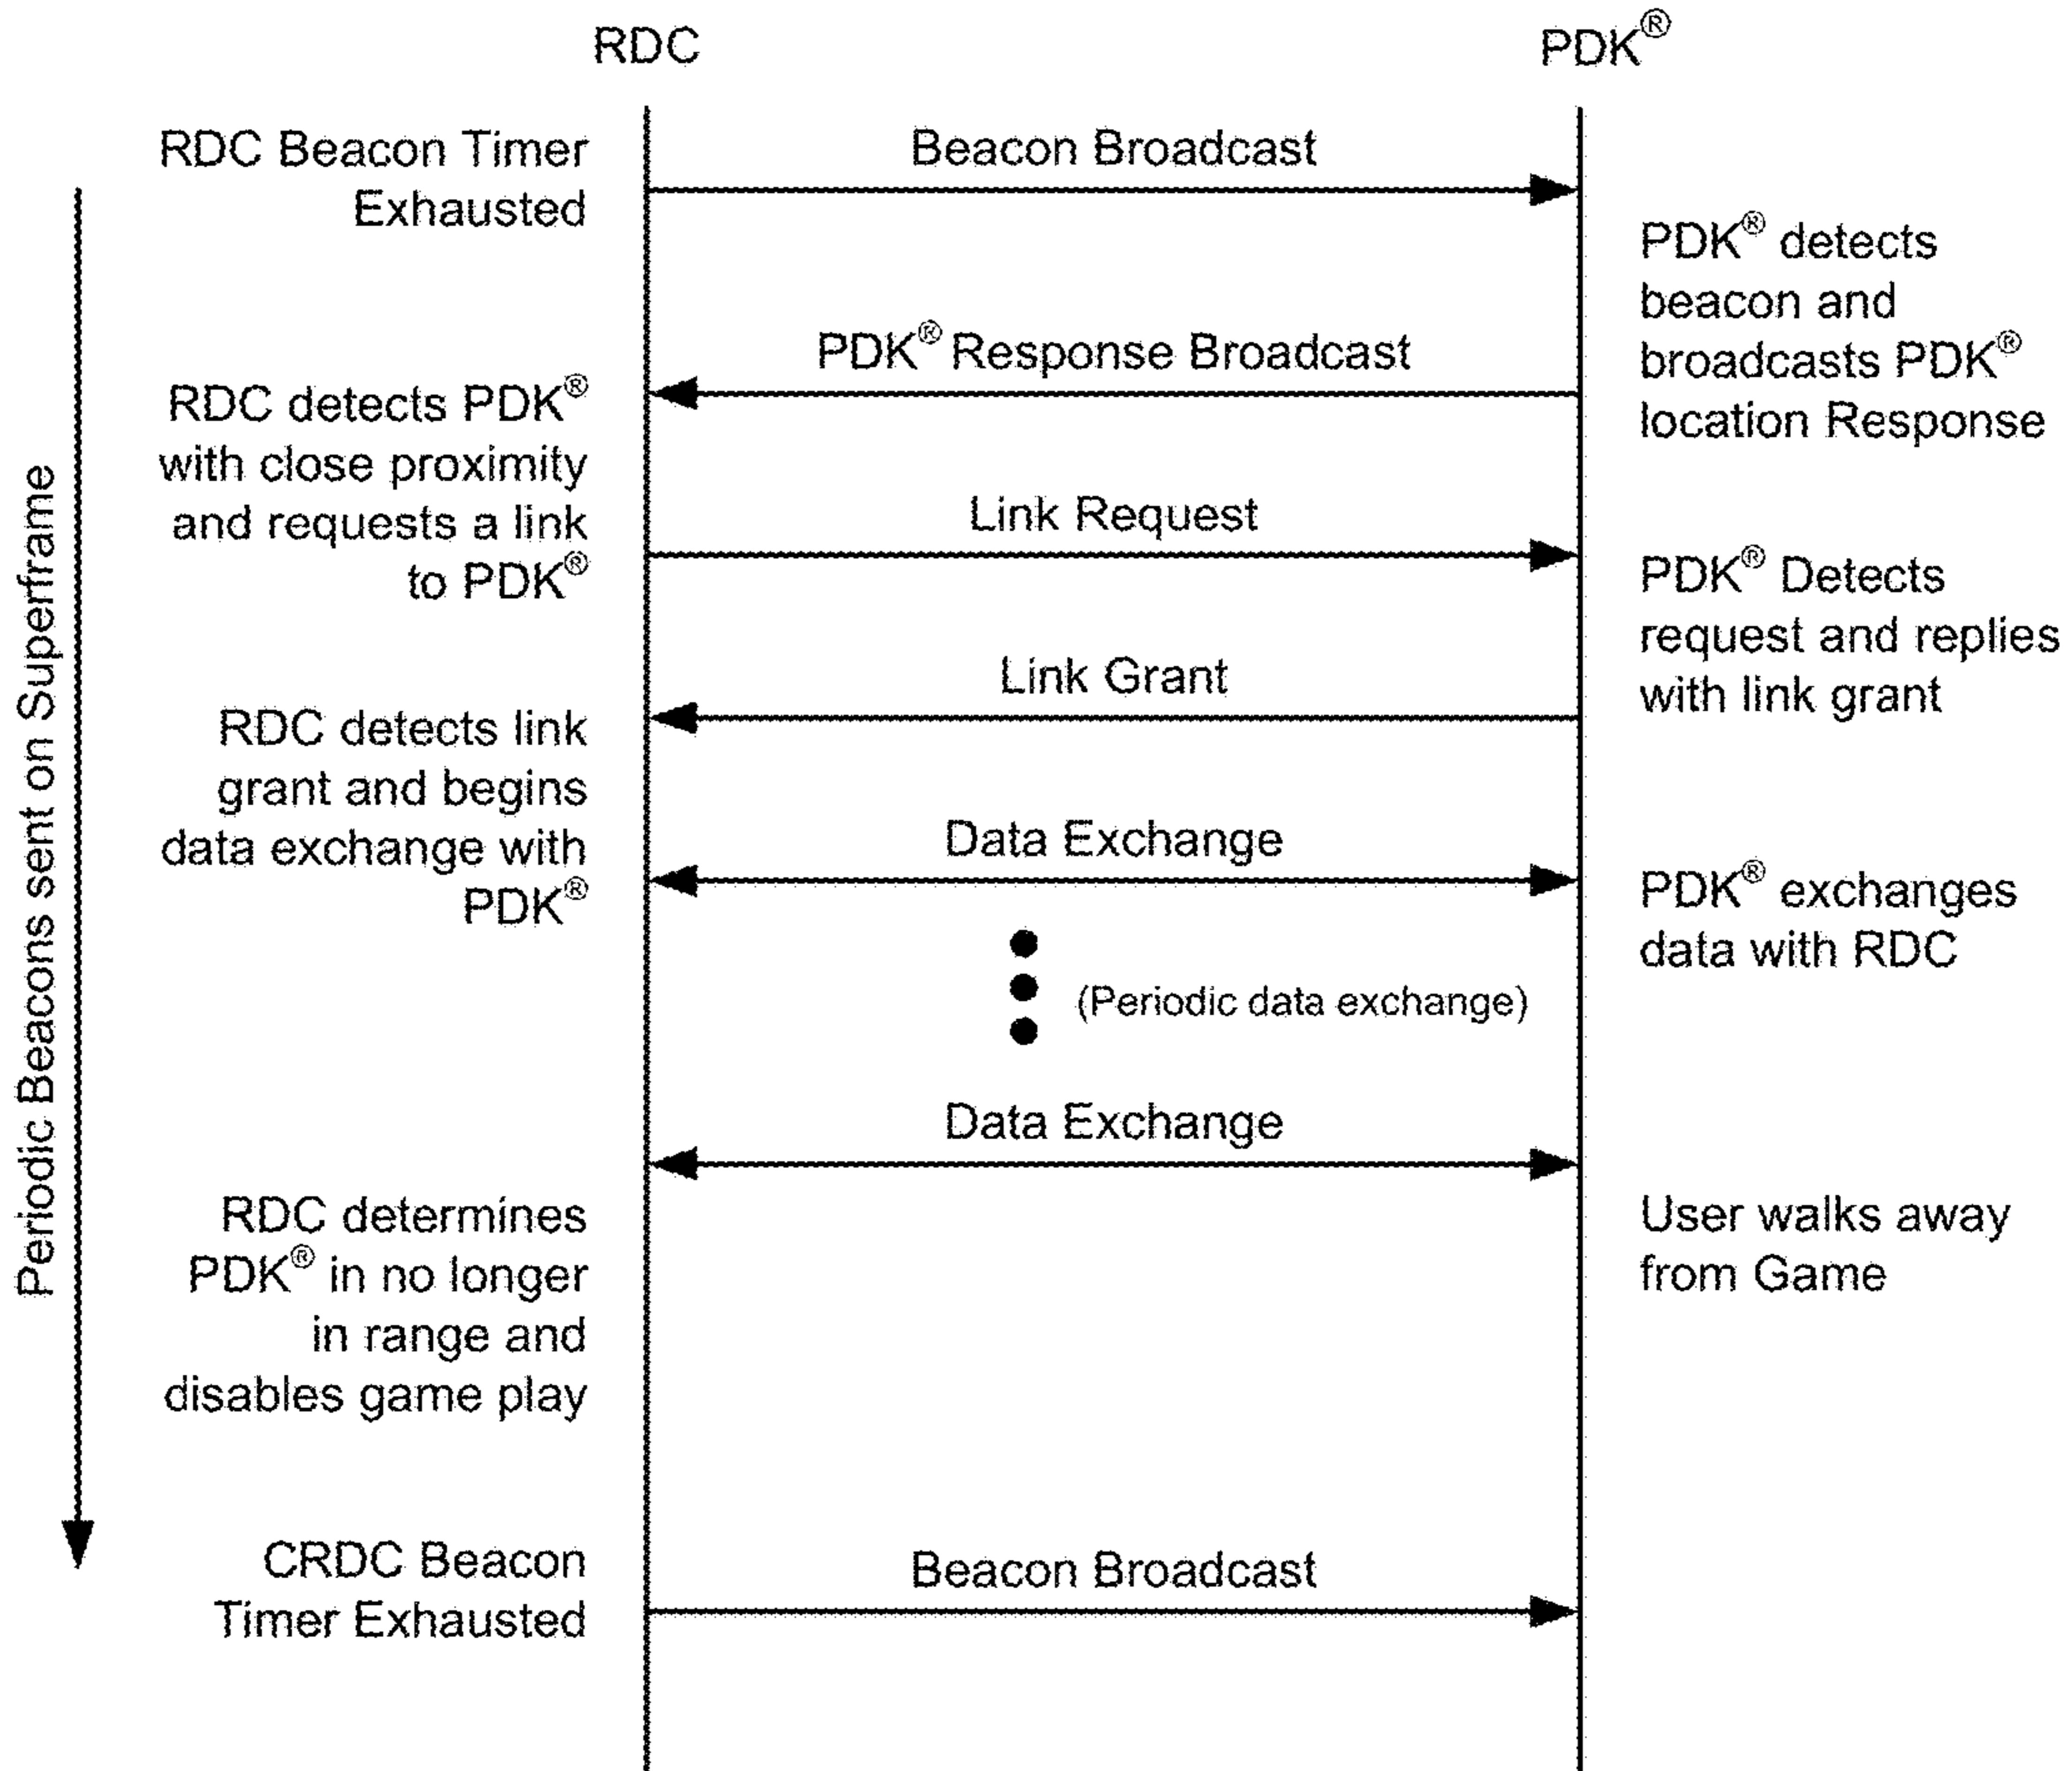 RDC
PDK®
RDC Beacon Timer
Exhausted
Beacon Broadcast
PDK® detects
beacon and
broadcasts PDK®
location Response
PDK® Response Broadcast
RDC detects PDK®
with close proximity
and requests a link
to PDK®
Link Request
PDK® Detects
request and replies
with link grant
Link Grant
RDC detects link
grant and begins
data exchange with
PDK®
Data Exchange
PDK® exchanges
data with RDC
(Periodic data exchange)
Data Exchange
RDC determines
PDK® in no longer
in range and
disables game play
User walks away
from Game
CRDC Beacon
Timer Exhausted
Beacon Broadcast
Periodic Beacons sent on Superframe